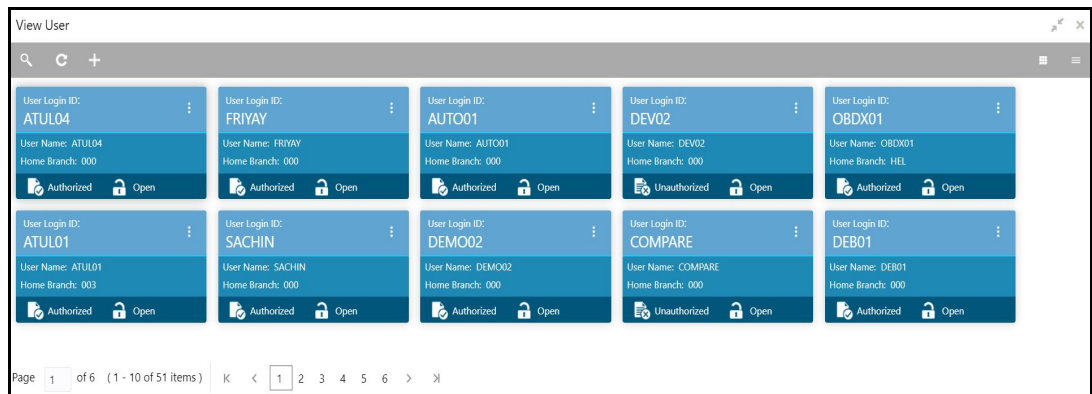 View User
User Login ID:
ATUL04
User Name: ATUL04
Home Branch: 000
Authorized Open
User Login ID:
FRIYAY
User Name: FRIYAY
Home Branch: 000
Authorized Open
User Login ID:
AUTO01
User Name: AUTO01
Home Branch: 000
Authorized Open
User Login ID:
DEV02
User Name: DEV02
Home Branch: 000
Unauthorized Open
User Login ID:
OBDX01
User Name: OBDX01
Home Branch: HEL
Authorized Open
User Login ID:
ATUL01
User Name: ATUL01
Home Branch: 003
Authorized Open
User Login ID:
SACHIN
User Name: SACHIN
Home Branch: 000
Authorized Open
User Login ID:
DEMO02
User Name: DEMO02
Home Branch: 000
Authorized Open
User Login ID:
COMPARE
User Name: COMPARE
Home Branch: 000
Unauthorized Open
User Login ID:
DEB01
User Name: DEB01
Home Branch: 000
Authorized Open
Page 1 of 6 (1 - 10 of 51 items) 1 2 3 4 5 6